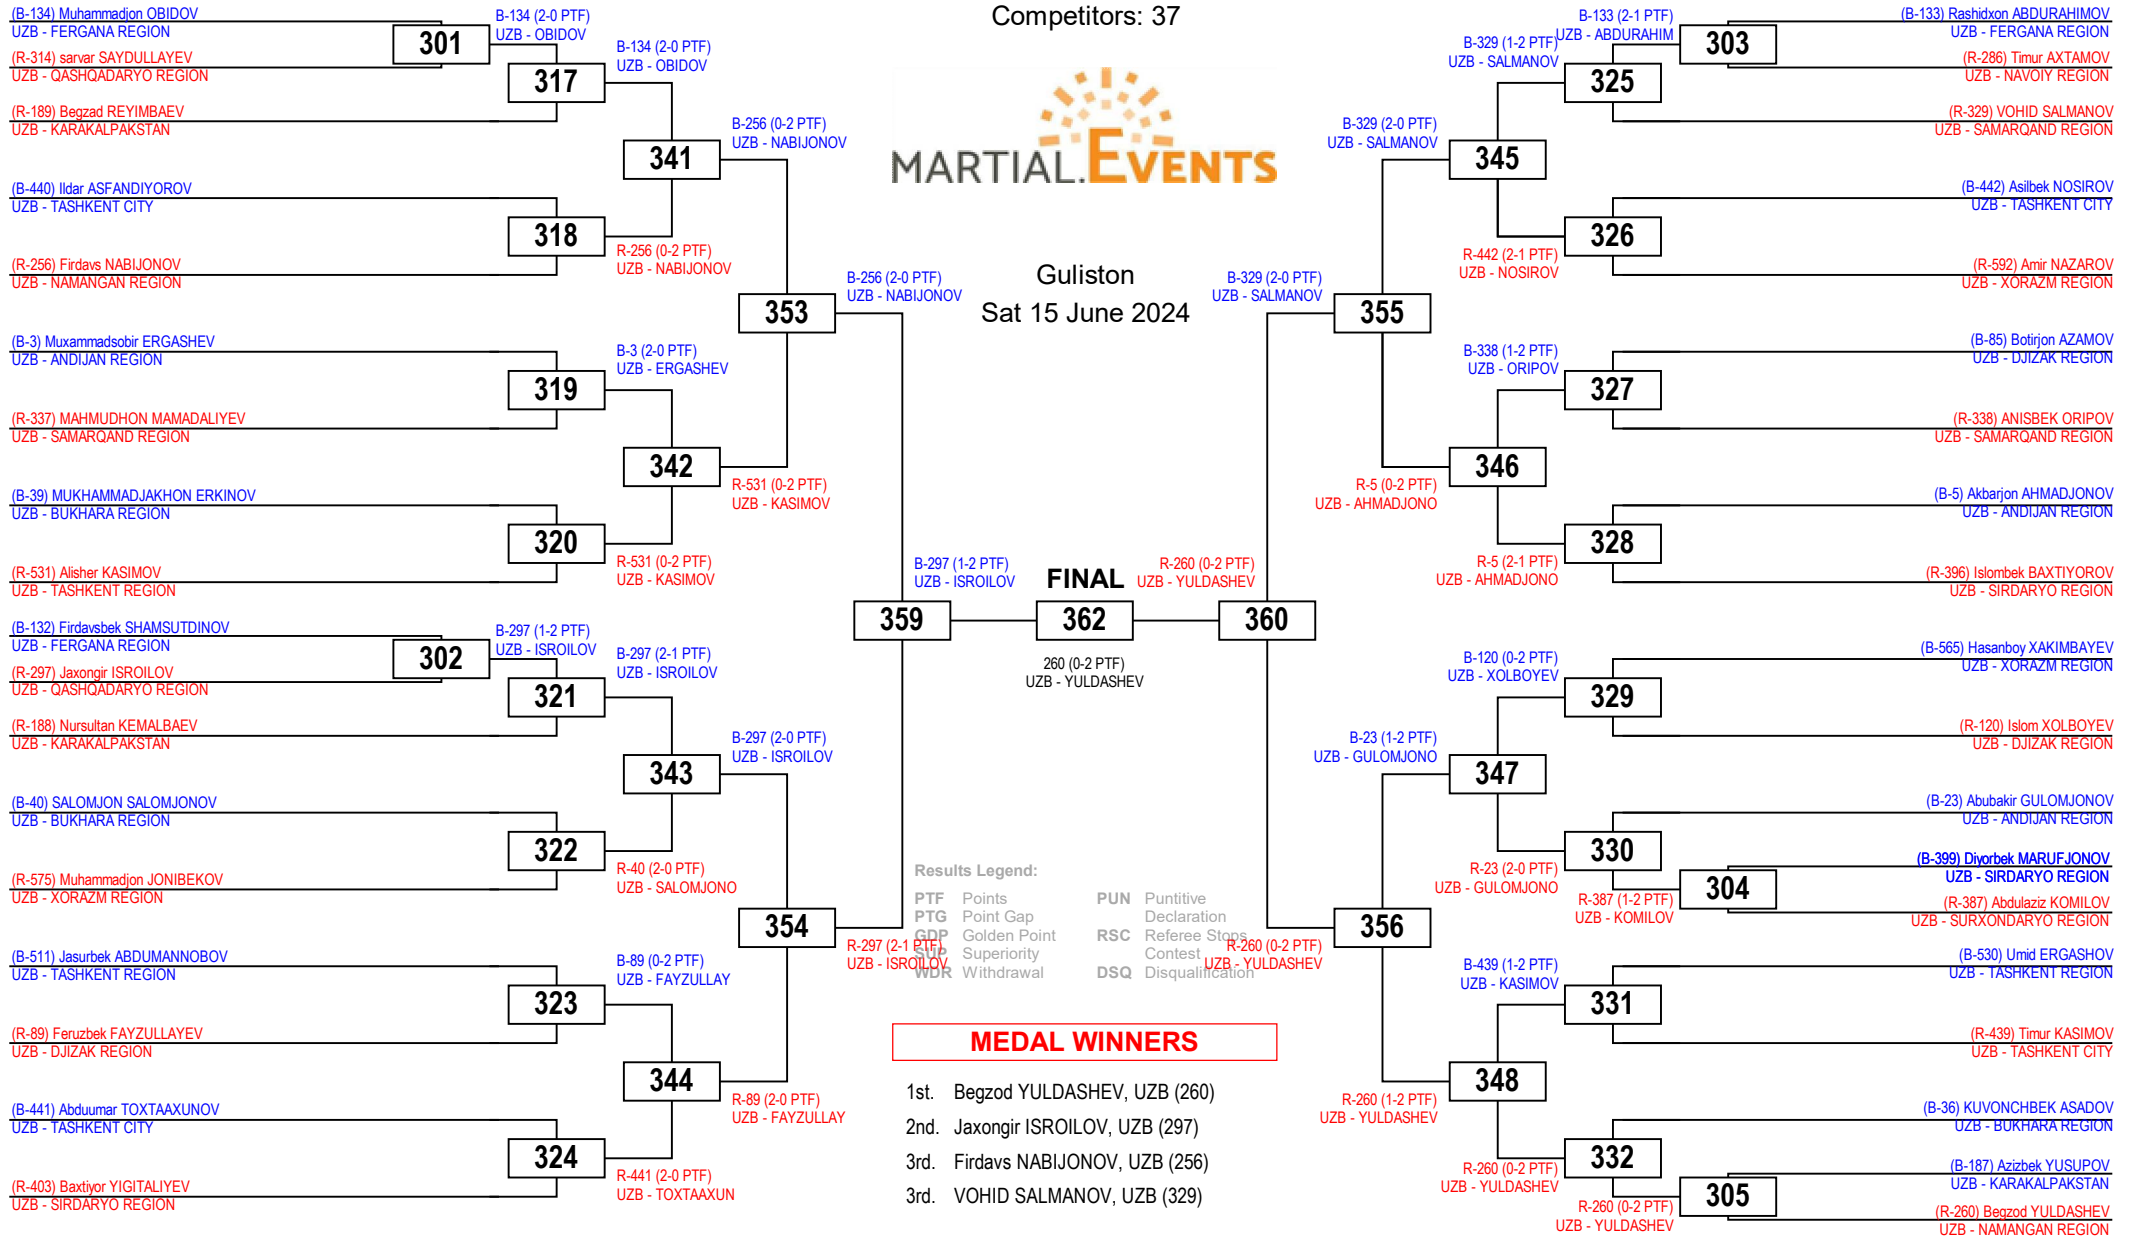 Competitors: 37
MARTIAL.EVENTS
Guliston
Sat 15 June 2024
(B-134) Muhammadjon OBIDOV
UZB - FERGANA REGION
(R-314) sarvar SAYDULLAYEV
UZB - QASHQADARYO REGION
301
B-134 (2-0 PTF)
UZB - OBIDOV
(R-189) Begzad REYIMBAEV
UZB - KARAKALPAKSTAN
317
B-134 (2-0 PTF)
UZB - OBIDOV
341
B-256 (0-2 PTF)
UZB - NABIJONOV
(B-440) Ildar ASFANDIYOROV
UZB - TASHKENT CITY
318
(R-256) Firdavs NABIJONOV
UZB - NAMANGAN REGION
R-256 (0-2 PTF)
UZB - NABIJONOV
353
B-256 (2-0 PTF)
UZB - NABIJONOV
(B-3) Muxammadsobir ERGASHEV
UZB - ANDIJAN REGION
319
B-3 (2-0 PTF)
UZB - ERGASHEV
(R-337) MAHMUDHON MAMADALIYEV
UZB - SAMARQAND REGION
342
R-531 (0-2 PTF)
UZB - KASIMOV
(B-39) MUKHAMMADJAKHON ERKINOV
UZB - BUKHARA REGION
320
(R-531) Alisher KASIMOV
UZB - TASHKENT REGION
R-531 (0-2 PTF)
UZB - KASIMOV
(B-132) Firdavsbek SHAMSUTDINOV
UZB - FERGANA REGION
302
B-297 (1-2 PTF)
UZB - ISROILOV
(R-297) Jaxongir ISROILOV
UZB - QASHQADARYO REGION
321
B-297 (2-1 PTF)
UZB - ISROILOV
(R-188) Nursultan KEMALBAEV
UZB - KARAKALPAKSTAN
343
B-297 (2-0 PTF)
UZB - ISROILOV
(B-40) SALOMJON SALOMJONOV
UZB - BUKHARA REGION
322
(R-575) Muhammadjon JONIBEKOV
UZB - XORAZM REGION
R-40 (2-0 PTF)
UZB - SALOMJONO
354
R-297 (2-1 PTF)
UZB - ISROILOV
(B-511) Jasurbek ABDUMANNOBOV
UZB - TASHKENT REGION
323
B-89 (0-2 PTF)
UZB - FAYZULLAY
(R-89) Feruzbek FAYZULLAYEV
UZB - DJIZAK REGION
344
R-89 (2-0 PTF)
UZB - FAYZULLAY
(B-441) Abduumar TOXTAAXUNOV
UZB - TASHKENT CITY
324
(R-403) Baxtiyor YIGITALIYEV
UZB - SIRDARYO REGION
R-441 (2-0 PTF)
UZB - TOXTAAXUN
359
B-297 (1-2 PTF)
UZB - ISROILOV
FINAL
362
260 (0-2 PTF)
UZB - YULDASHEV
R-260 (0-2 PTF)
UZB - YULDASHEV
360
(B-133) Rashidxon ABDURAHIMOV
UZB - FERGANA REGION
303
B-133 (2-1 PTF)
UZB - ABDURAHIM
(R-286) Timur AXTAMOV
UZB - NAVOIY REGION
325
B-329 (1-2 PTF)
UZB - SALMANOV
(R-329) VOHID SALMANOV
UZB - SAMARQAND REGION
345
B-329 (2-0 PTF)
UZB - SALMANOV
(B-442) Asilbek NOSIROV
UZB - TASHKENT CITY
326
R-442 (2-1 PTF)
UZB - NOSIROV
(R-592) Amir NAZAROV
UZB - XORAZM REGION
355
B-329 (2-0 PTF)
UZB - SALMANOV
(B-85) Botirjon AZAMOV
UZB - DJIZAK REGION
327
B-338 (1-2 PTF)
UZB - ORIPOV
(R-338) ANISBEK ORIPOV
UZB - SAMARQAND REGION
346
R-5 (0-2 PTF)
UZB - AHMADJONO
(B-5) Akbarjon AHMADJONOV
UZB - ANDIJAN REGION
328
R-5 (2-1 PTF)
UZB - AHMADJONO
(R-396) Islombek BAXTIYOROV
UZB - SIRDARYO REGION
(B-565) Hasanboy XAKIMBAYEV
UZB - XORAZM REGION
329
B-120 (0-2 PTF)
UZB - XOLBOYEV
(R-120) Islom XOLBOYEV
UZB - DJIZAK REGION
347
B-23 (1-2 PTF)
UZB - GULOMJONO
(B-23) Abubakir GULOMJONOV
UZB - ANDIJAN REGION
330
R-23 (2-0 PTF)
UZB - GULOMJONO
(B-399) Diyorbek MARUFJONOV
UZB - SIRDARYO REGION
304
R-387 (1-2 PTF)
UZB - KOMILOV
(R-387) Abdulaziz KOMILOV
UZB - SURXONDARYO REGION
356
R-260 (0-2 PTF)
UZB - YULDASHEV
(B-530) Umid ERGASHOV
UZB - TASHKENT REGION
331
B-439 (1-2 PTF)
UZB - KASIMOV
(R-439) Timur KASIMOV
UZB - TASHKENT CITY
348
R-260 (1-2 PTF)
UZB - YULDASHEV
(B-36) KUVONCHBEK ASADOV
UZB - BUKHARA REGION
332
R-260 (0-2 PTF)
UZB - YULDASHEV
(B-187) Azizbek YUSUPOV
UZB - KARAKALPAKSTAN
305
R-260 (0-2 PTF)
UZB - YULDASHEV
(R-260) Begzod YULDASHEV
UZB - NAMANGAN REGION
Results Legend:
PTF Points
PTG Point Gap
GDP Golden Point
SUP Superiority
WDR Withdrawal
PUN Puntitive
Declaration
RSC Referee Stops
Contest
DSQ Disqualification
MEDAL WINNERS
1st. Begzod YULDASHEV, UZB (260)
2nd. Jaxongir ISROILOV, UZB (297)
3rd. Firdavs NABIJONOV, UZB (256)
3rd. VOHID SALMANOV, UZB (329)